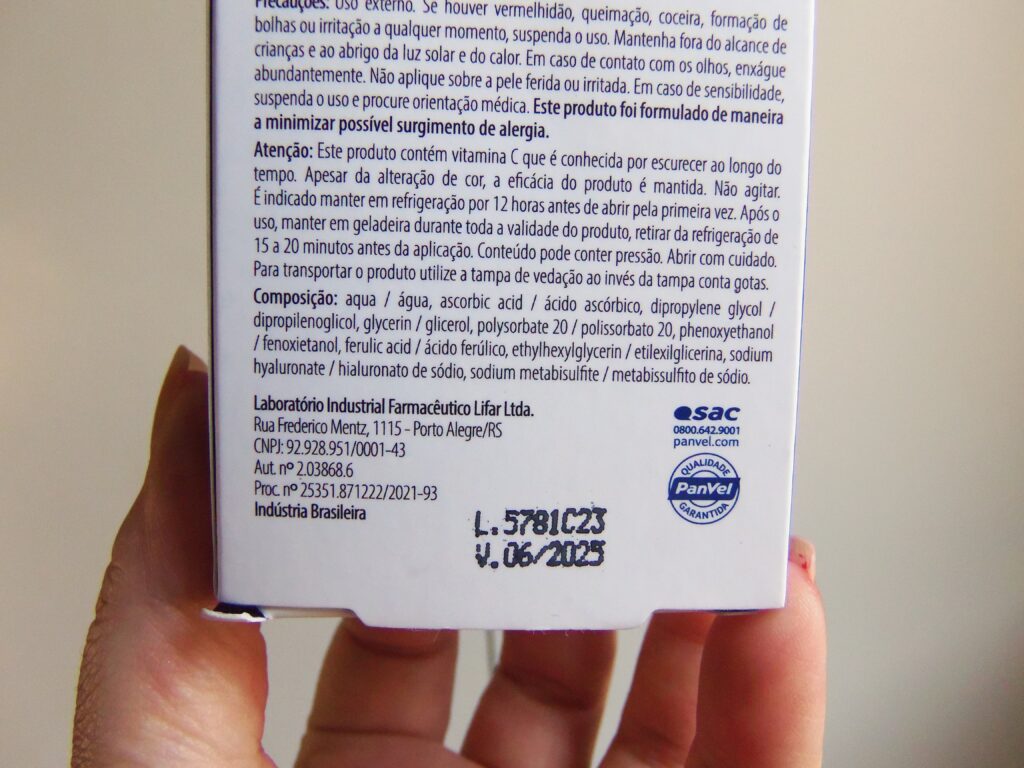 Precauções: Uso externo. Se houver vermelhidão, queimação, coceira, formação de
bolhas ou irritação a qualquer momento, suspenda o uso. Mantenha fora do alcance de
crianças e ao abrigo da luz solar e do calor. Em caso de contato com os olhos, enxágue
abundantemente. Não aplique sobre a pele ferida ou irritada. Em caso de sensibilidade,
suspenda o uso e procure orientação médica. Este produto foi formulado de maneira
a minimizar possível surgimento de alergia.
Atenção: Este produto contém vitamina C que é conhecida por escurecer ao longo do
tempo. Apesar da alteração de cor, a eficácia do produto é mantida. Não agitar.
É indicado manter em refrigeração por 12 horas antes de abrir pela primeira vez. Após o
uso, manter em geladeira durante toda a validade do produto, retirar da refrigeração de
15 a 20 minutos antes da aplicação. Conteúdo pode conter pressão. Abrir com cuidado.
Para transportar o produto utilize a tampa de vedação ao invés da tampa conta gotas.
Composição: aqua / água, ascorbic acid / ácido ascórbico, dipropylene glycol /
dipropilenoglicol, glycerin / glicerol, polysorbate 20 / polissorbato 20, phenoxyethanol
/ fenoxietanol, ferulic acid / ácido ferúlico, ethylhexylglycerin / etilexilglicerina, sodium
hyaluronate / hialuronato de sódio, sodium metabisulfite / metabissulfito de sódio.
Laboratório Industrial Farmacêutico Lifar Ltda.
Rua Frederico Mentz, 1115 - Porto Alegre/RS
CNPJ: 92.928.951/0001-43
Aut. nº 2.03868.6
Proc. nº 25351.871222/2021-93
Indústria Brasileira
sac
0800.642.9001
panvel.com
QUALIDADE
PanVel
GARANTIDA
L.5781C23
V.06/2025